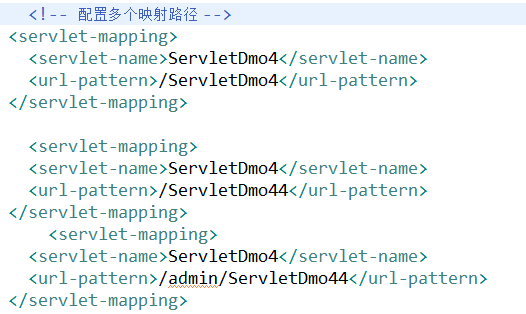 <!-- 配置多个映射路径 -->
<servlet-mapping>
<servlet-name>ServletDmo4</servlet-name>
<url-pattern>/ServletDmo4</url-pattern>
</servlet-mapping>
<servlet-mapping>
<servlet-name>ServletDmo4</servlet-name>
<url-pattern>/ServletDmo44</url-pattern>
</servlet-mapping>
<servlet-mapping>
<servlet-name>ServletDmo4</servlet-name>
<url-pattern>/admin/ServletDmo44</url-pattern>
</servlet-mapping>